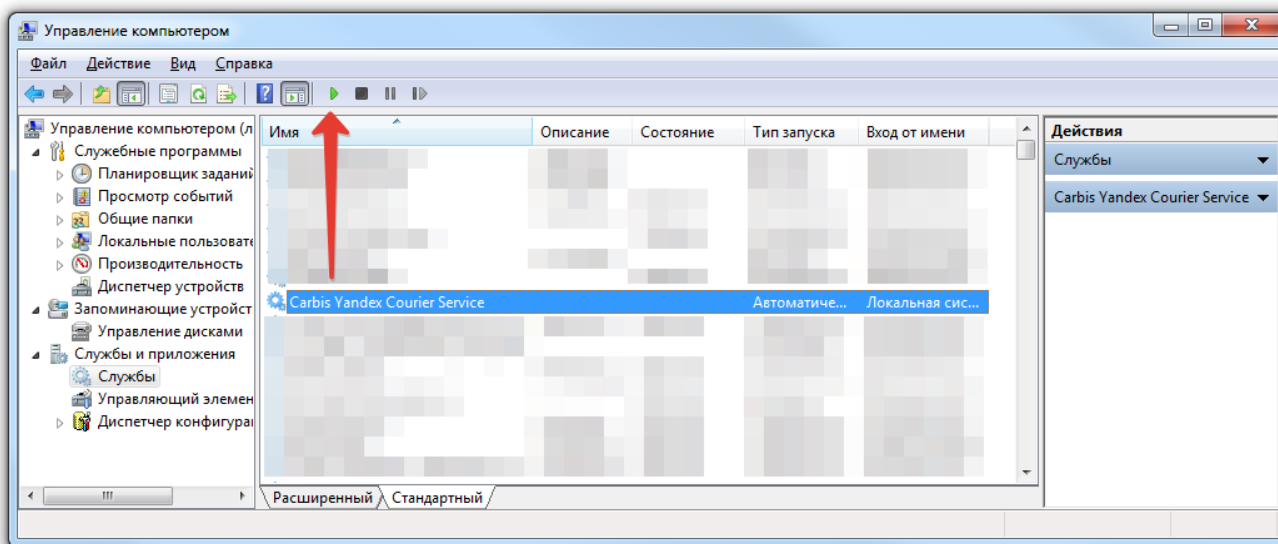 Управление компьютером
Файл Действие Вид Справка
Управление компьютером (л
Служебные программы
Планировщик заданий
Просмотр событий
Общие папки
Локальные пользовате
Производительность
Диспетчер устройств
Запоминающие устройст
Управление дисками
Службы и приложения
Службы
Управляющий элемен
Диспетчер конфигурац
Имя Описание Состояние Тип запуска Вход от имени
Carbis Yandex Courier Service Автоматиче... Локальная сис...
Расширенный Стандартный
Действия
Службы
Carbis Yandex Courier Service